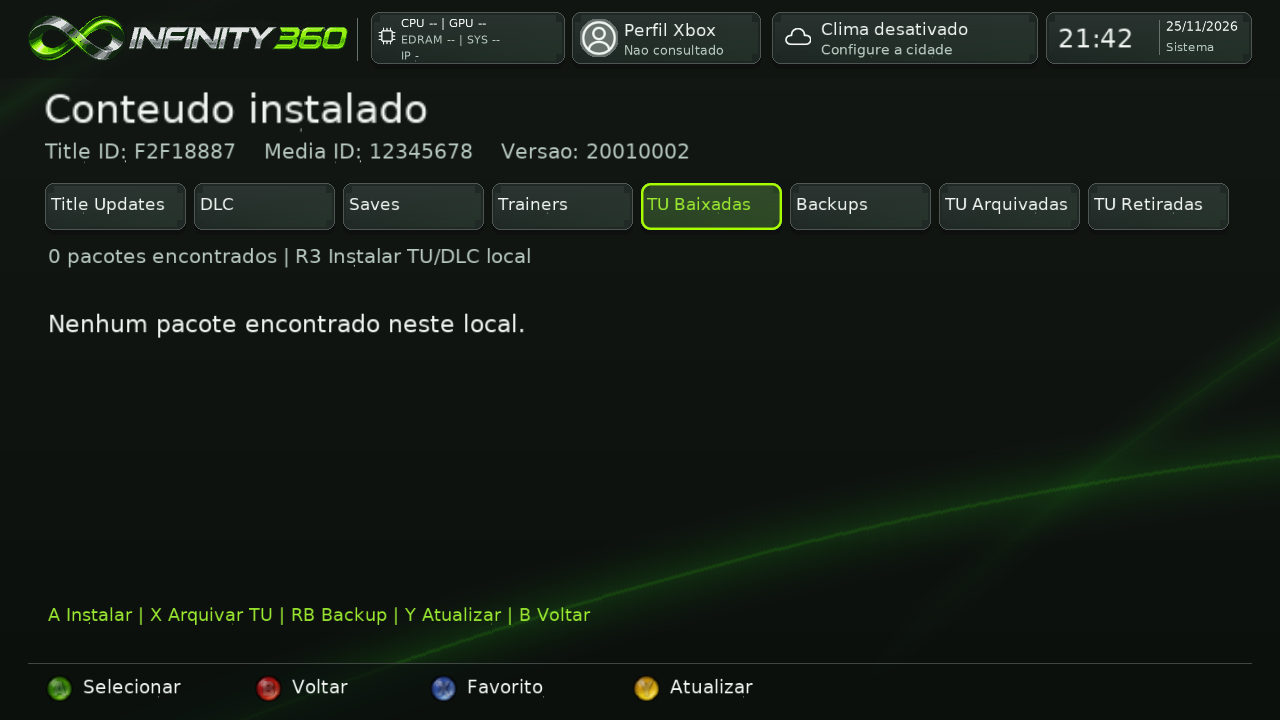 INFINITY 360
CPU -- | GPU --
EDRAM -- | SYS --
IP -
Perfil Xbox
Nao consultado
Clima desativado
Configure a cidade
21:42
25/11/2026
Sistema
Conteudo instalado
Title ID: F2F18887 Media ID: 12345678 Versao: 20010002
Title Updates DLC Saves Trainers TU Baixadas Backups TU Arquivadas TU Retiradas
0 pacotes encontrados | R3 Instalar TU/DLC local
Nenhum pacote encontrado neste local.
A Instalar | X Arquivar TU | RB Backup | Y Atualizar | B Voltar
Selecionar Voltar Favorito Atualizar